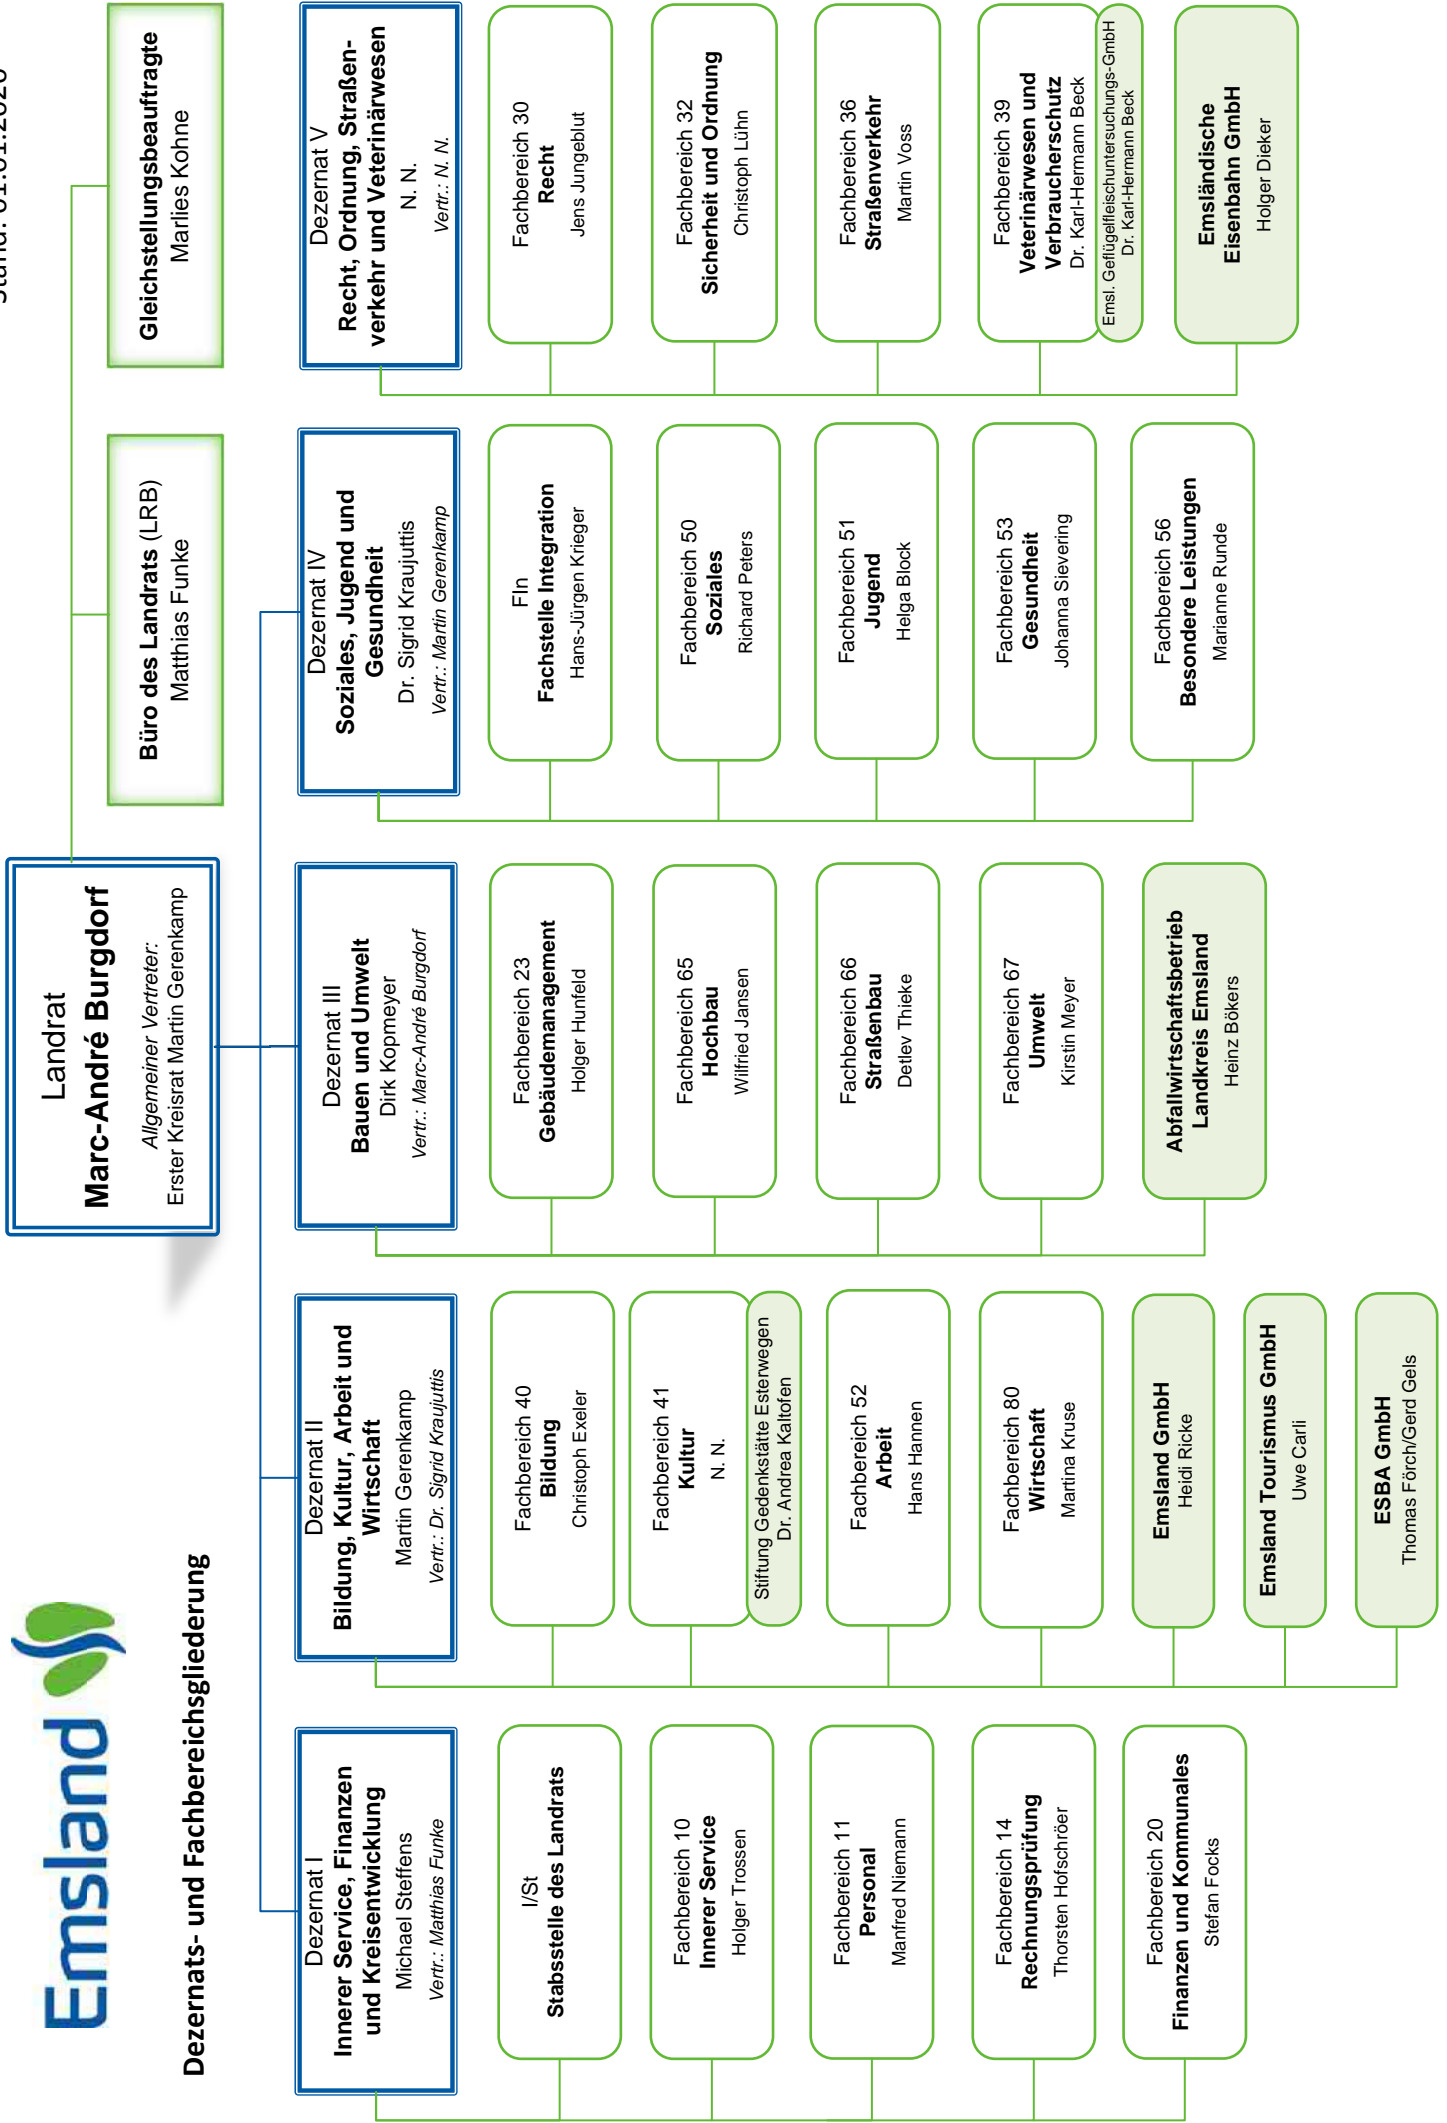 Emsland
Dezernats- und Fachbereichsgliederung
Stand: 01.01.2020
Landrat
Marc-André Burgdorf
Allgemeiner Vertreter:
Erster Kreisrat Martin Gerenkamp
Büro des Landrats (LRB)
Matthias Funke
Gleichstellungsbeauftragte
Marlies Kohne
Dezernat I
Innerer Service, Finanzen
und Kreisentwicklung
Michael Steffens
Vertr.: Matthias Funke
I/St
Stabsstelle des Landrats
Fachbereich 10
Innerer Service
Holger Trossen
Fachbereich 11
Personal
Manfred Niemann
Fachbereich 14
Rechnungsprüfung
Thorsten Hofschröer
Fachbereich 20
Finanzen und Kommunales
Stefan Focks
Dezernat II
Bildung, Kultur, Arbeit und
Wirtschaft
Martin Gerenkamp
Vertr.: Dr. Sigrid Kraujuttis
Fachbereich 40
Bildung
Christoph Exeler
Fachbereich 41
Kultur
N. N.
Stiftung Gedenkstätte Esterwegen
Dr. Andrea Kaltofen
Fachbereich 52
Arbeit
Hans Hannen
Fachbereich 80
Wirtschaft
Martina Kruse
Emsland GmbH
Heidi Ricke
Emsland Tourismus GmbH
Uwe Carli
ESBA GmbH
Thomas Förch/Gerd Gels
Dezernat III
Bauen und Umwelt
Dirk Kopmeyer
Vertr.: Marc-André Burgdorf
Fachbereich 23
Gebäudemanagement
Holger Hunfeld
Fachbereich 65
Hochbau
Wilfried Jansen
Fachbereich 66
Straßenbau
Detlev Thieke
Fachbereich 67
Umwelt
Kirstin Meyer
Abfallwirtschaftsbetrieb
Landkreis Emsland
Heinz Bökers
Dezernat IV
Soziales, Jugend und
Gesundheit
Dr. Sigrid Kraujuttis
Vertr.: Martin Gerenkamp
FIn
Fachstelle Integration
Hans-Jürgen Krieger
Fachbereich 50
Soziales
Richard Peters
Fachbereich 51
Jugend
Helga Block
Fachbereich 53
Gesundheit
Johanna Sievering
Fachbereich 56
Besondere Leistungen
Marianne Runde
Dezernat V
Recht, Ordnung, Straßen-
verkehr und Veterinärwesen
N. N.
Vertr.: N. N.
Fachbereich 30
Recht
Jens Jungeblut
Fachbereich 32
Sicherheit und Ordnung
Christoph Lühn
Fachbereich 36
Straßenverkehr
Martin Voss
Fachbereich 39
Veterinärwesen und
Verbraucherschutz
Dr. Karl-Hermann Beck
Emsl. Geflügelfleischuntersuchungs-GmbH
Dr. Karl-Hermann Beck
Emsländische
Eisenbahn GmbH
Holger Dieker